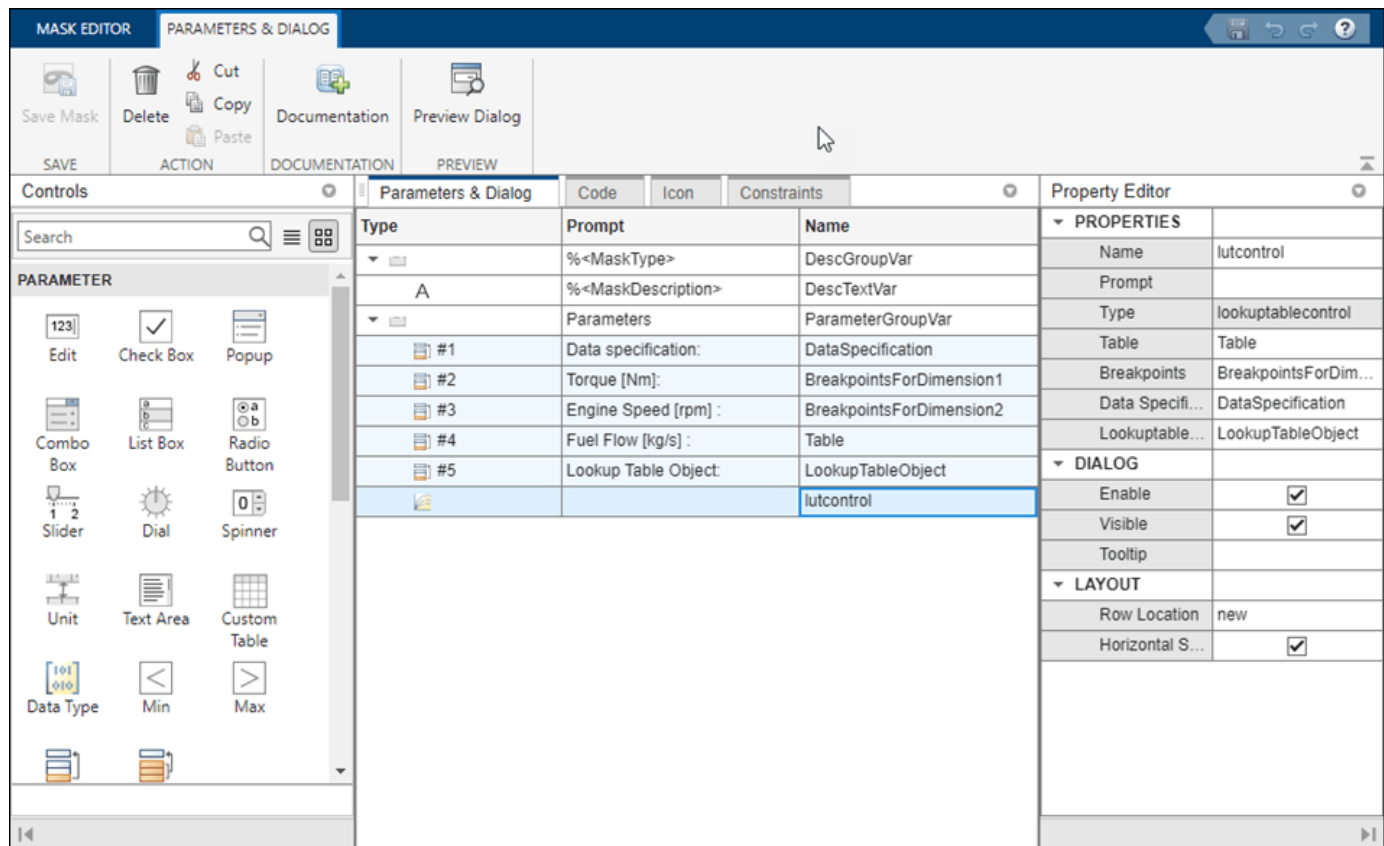 MASK EDITOR PARAMETERS & DIALOG ?
Save Mask
Delete
Cut
Copy
Paste
Documentation
Preview Dialog
SAVE ACTION DOCUMENTATION PREVIEW
Controls
Search
PARAMETER
123
Edit
Check Box
Popup
Combo Box
a
b
c
List Box
a
b
Radio Button
1 2
Slider
Dial
0
Spinner
Unit
Text Area
Custom Table
101
010
Data Type
<
Min
>
Max
Parameters & Dialog Code Icon Constraints
Type Prompt Name
%<MaskType> DescGroupVar
A %<MaskDescription> DescTextVar
Parameters ParameterGroupVar
#1 Data specification: DataSpecification
#2 Torque [Nm]: BreakpointsForDimension1
#3 Engine Speed [rpm] : BreakpointsForDimension2
#4 Fuel Flow [kg/s] : Table
#5 Lookup Table Object: LookupTableObject
lutcontrol
Property Editor
PROPERTIES
Name lutcontrol
Prompt
Type lookuptablecontrol
Table Table
Breakpoints BreakpointsForDim...
Data Specifi... DataSpecification
Lookuptable... LookupTableObject
DIALOG
Enable
Visible
Tooltip
LAYOUT
Row Location new
Horizontal S...